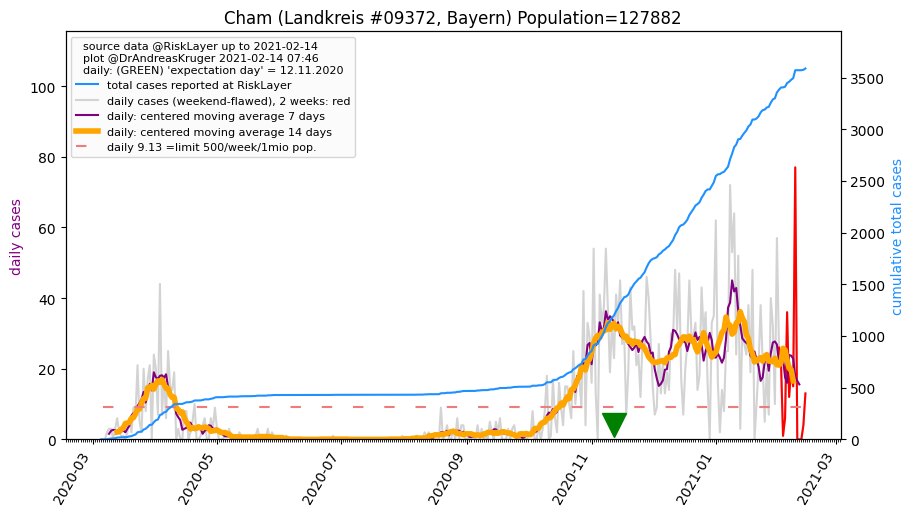 Cham (Landkreis #09372, Bayern) Population=127882
source data @RiskLayer up to 2021-02-14
plot @DrAndreasKruger 2021-02-14 07:46
daily: (GREEN) 'expectation day' = 12.11.2020
total cases reported at RiskLayer
daily cases (weekend-flawed), 2 weeks: red
daily: centered moving average 7 days
daily: centered moving average 14 days
daily 9.13 =limit 500/week/1mio pop.
daily cases
100
80
60
40
20
0
cumulative total cases
3500
3000
2500
2000
1500
1000
500
0
2020-03
2020-05
2020-07
2020-09
2020-11
2021-01
2021-03